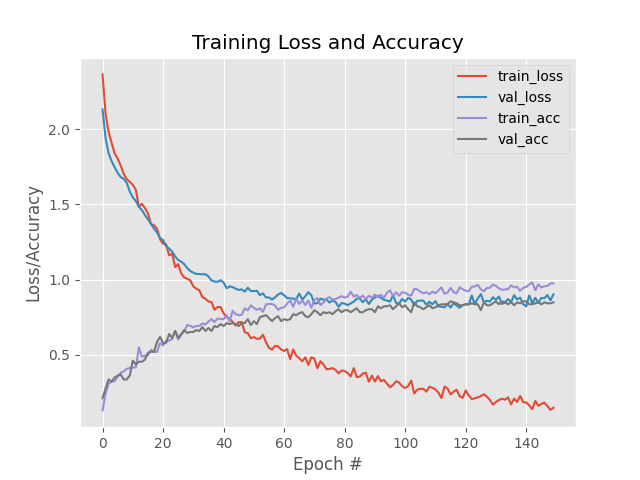 Training Loss and Accuracy
train_loss
val_loss
train_acc
val_acc
Loss/Accuracy
2.0
1.5
1.0
0.5
0 20 40 60 80 100 120 140
Epoch #